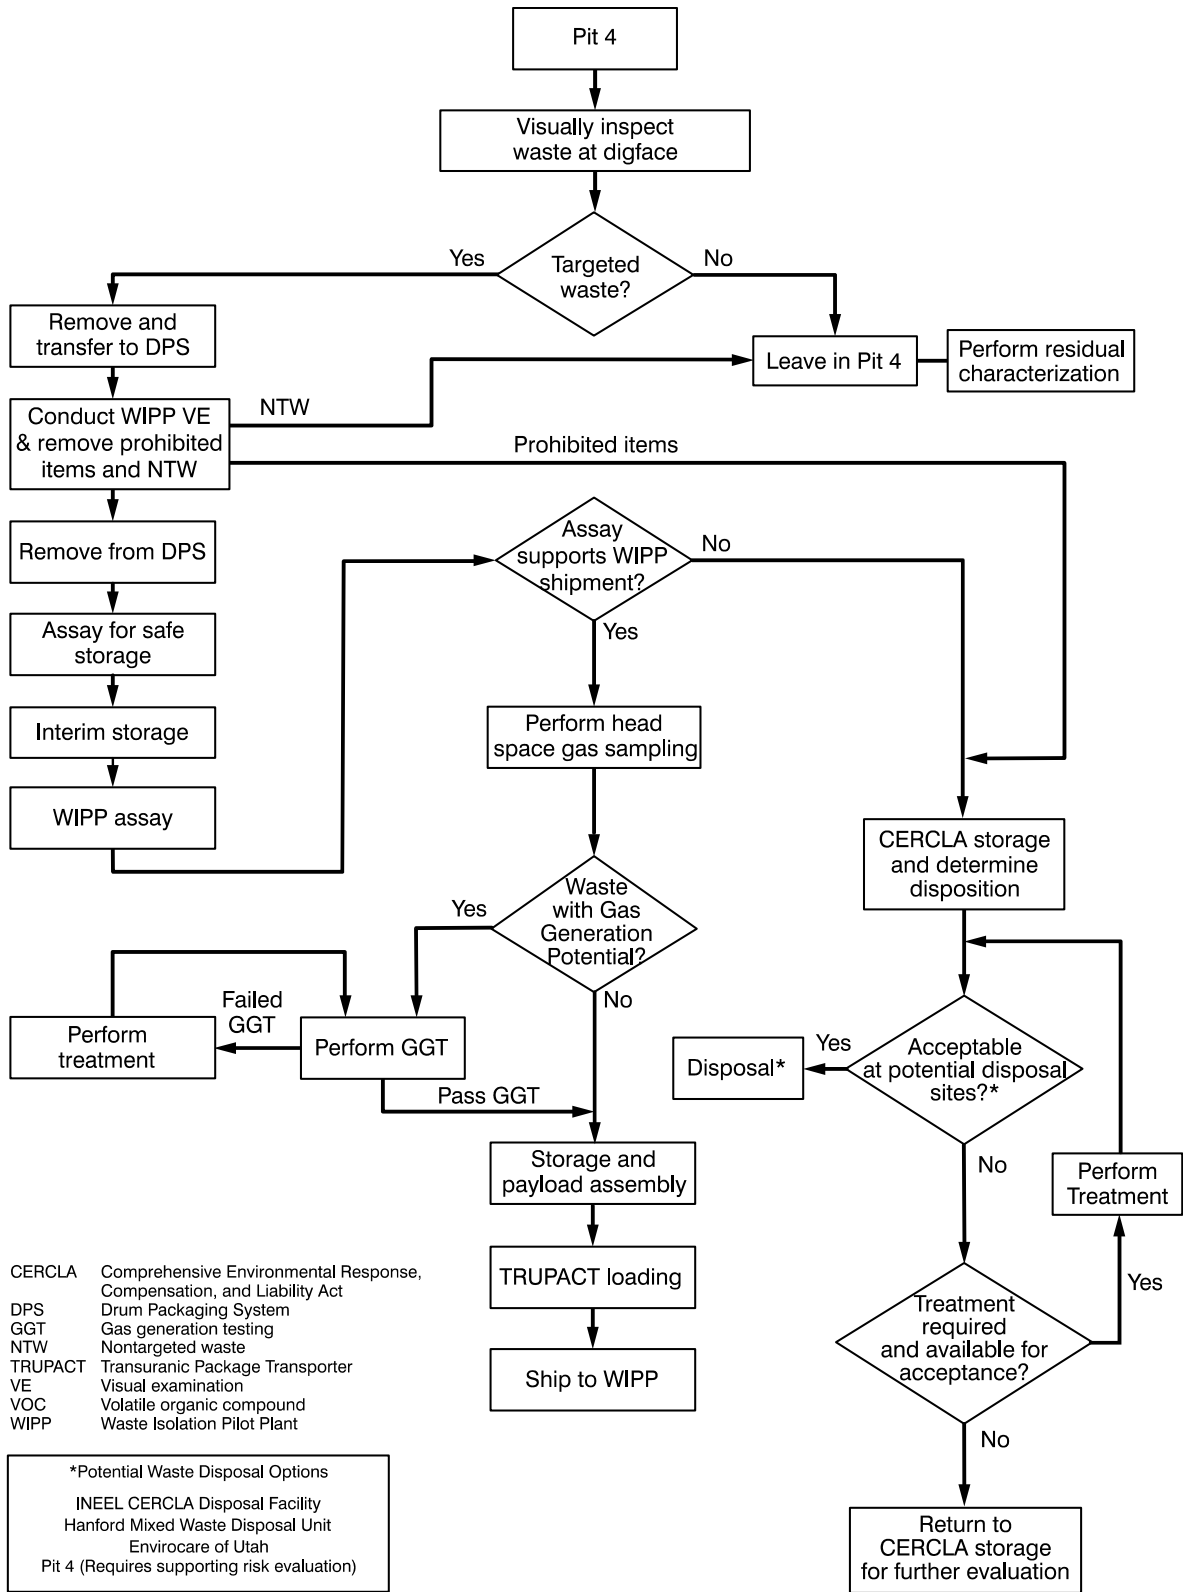 Pit 4
Visually inspect
waste at digface
Yes
Targeted
waste?
No
Remove and
transfer to DPS
Leave in Pit 4
Perform residual
characterization
Conduct WIPP VE
& remove prohibited
items and NTW
NTW
Prohibited items
Remove from DPS
Assay
supports WIPP
shipment?
No
Yes
Assay for safe
storage
Interim storage
WIPP assay
Perform head
space gas sampling
CERCLA storage
and determine
disposition
Waste
with Gas
Generation
Potential?
Yes
No
Failed
GGT
Perform
treatment
Perform GGT
Pass GGT
Disposal*
Yes
Acceptable
at potential disposal
sites?*
No
Perform
Treatment
Yes
Storage and
payload assembly
TRUPACT loading
Ship to WIPP
Treatment
required
and available for
acceptance?
No
Return to
CERCLA storage
for further evaluation
CERCLA Comprehensive Environmental Response,
Compensation, and Liability Act
DPS Drum Packaging System
GGT Gas generation testing
NTW Nontargeted waste
TRUPACT Transuranic Package Transporter
VE Visual examination
VOC Volatile organic compound
WIPP Waste Isolation Pilot Plant
*Potential Waste Disposal Options
INEEL CERCLA Disposal Facility
Hanford Mixed Waste Disposal Unit
Envirocare of Utah
Pit 4 (Requires supporting risk evaluation)